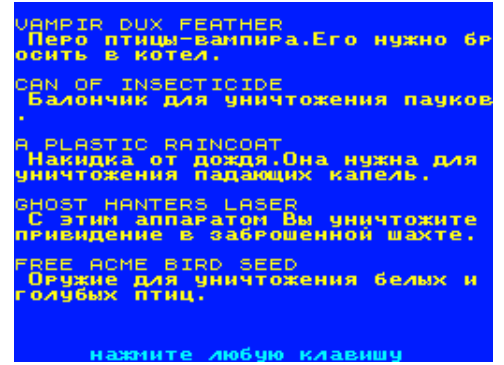 VAMPIR DUX FEATHER
Перо птицы-вампира.Его нужно бр
осить в котел.
CAN OF INSECTICIDE
Балончик для уничтожения пауков
.
A PLASTIC RAINCOAT
Накидка от дождя.Она нужна для
уничтожения падающих капель.
GHOST HANTERS LASER
С этим аппаратом Вы уничтожите
привидение в заброшенной шахте.
FREE ACME BIRD SEED
Оружие для уничтожения белых и
голубых птиц.
нажмите любую клавишу